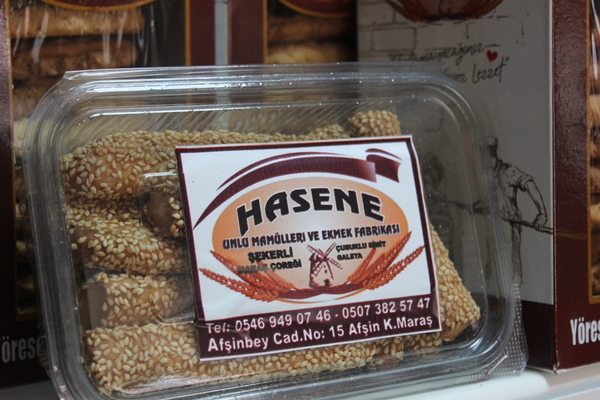 HASENE
UNLU MAMÜLLERİ VE EKMEK FABRİKASI
ŞEKERLİ
ÇÖREĞİ
ÇUBUKLU SİMİT
GALETA
Tel: 0546 949 07 46 - 0507 382 57 47
Afşinbey Cad.No: 15 Afşin K.Maraş
Lezzet"